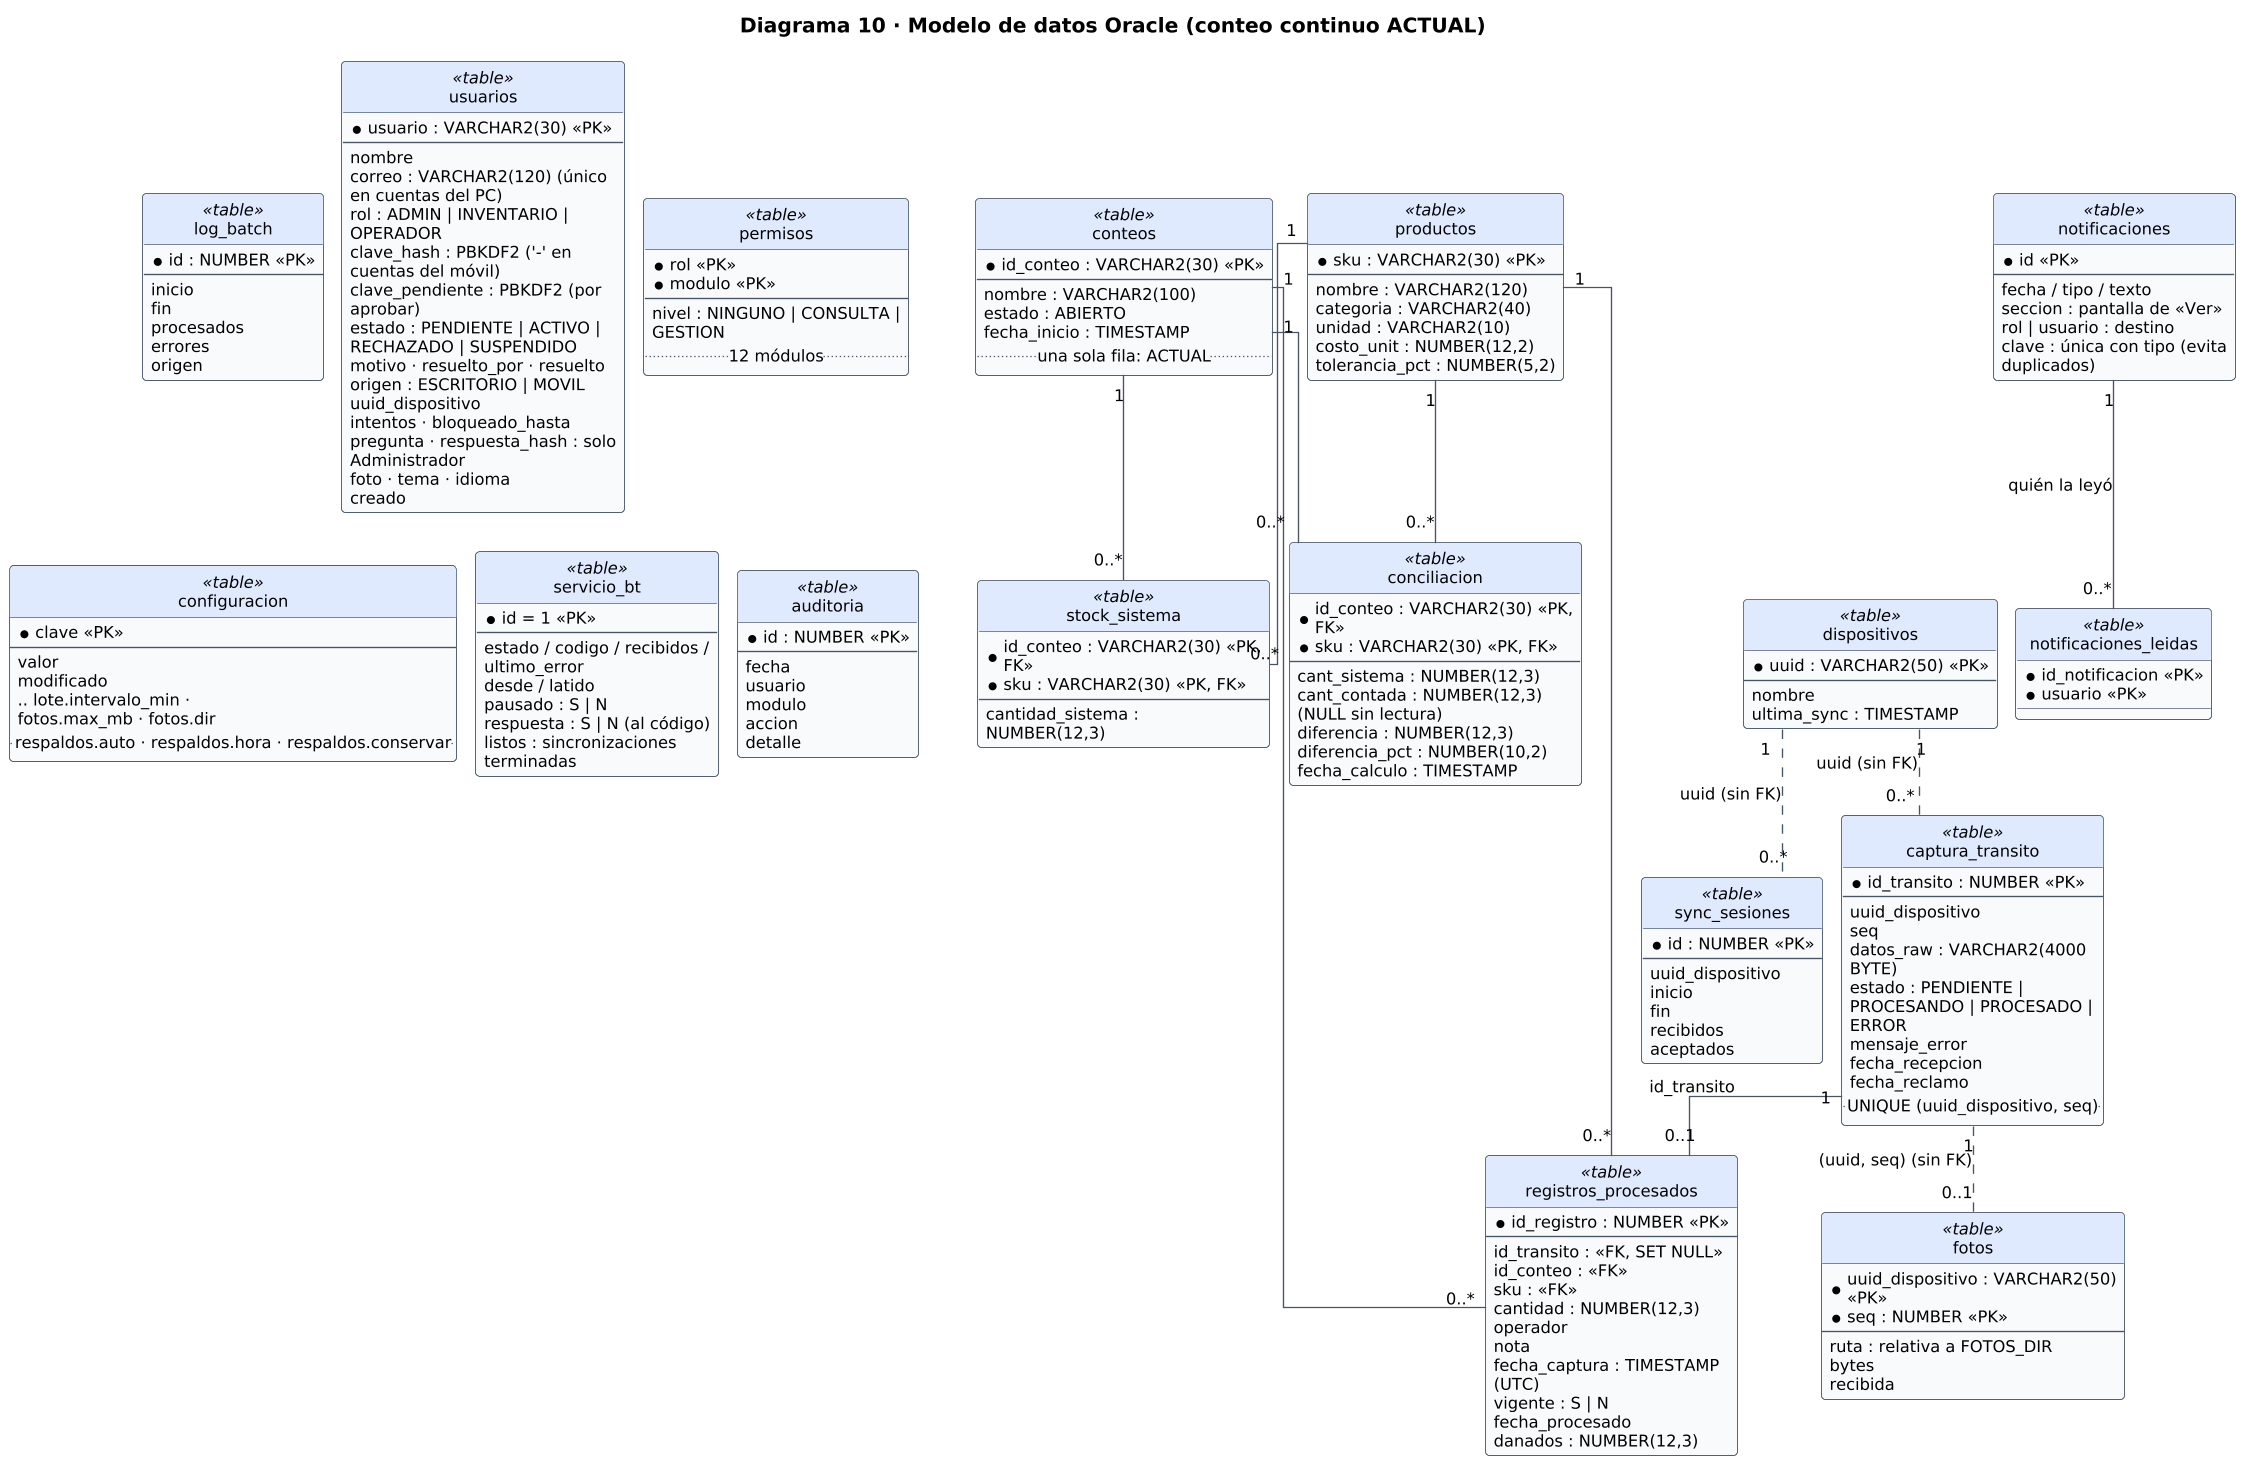 Diagrama 10 · Modelo de datos Oracle (conteo continuo ACTUAL)
«table»
usuarios
usuario : VARCHAR2(30) «PK»
nombre
correo : VARCHAR2(120) (único
en cuentas del PC)
rol : ADMIN | INVENTARIO |
OPERADOR
clave_hash : PBKDF2 ('-' en
cuentas del móvil)
clave_pendiente : PBKDF2 (por
aprobar)
estado : PENDIENTE | ACTIVO |
RECHAZADO | SUSPENDIDO
motivo · resuelto_por · resuelto
origen : ESCRITORIO | MOVIL
uuid_dispositivo
intentos · bloqueado_hasta
pregunta · respuesta_hash : solo
Administrador
foto · tema · idioma
creado
«table»
log_batch
id : NUMBER «PK»
inicio
fin
procesados
errores
origen
«table»
permisos
rol «PK»
modulo «PK»
nivel : NINGUNO | CONSULTA |
GESTION
12 módulos
«table»
conteos
id_conteo : VARCHAR2(30) «PK»
nombre : VARCHAR2(100)
estado : ABIERTO
fecha_inicio : TIMESTAMP
una sola fila: ACTUAL
1
1
1
1
«table»
productos
sku : VARCHAR2(30) «PK»
nombre : VARCHAR2(120)
categoria : VARCHAR2(40)
unidad : VARCHAR2(10)
costo_unit : NUMBER(12,2)
tolerancia_pct : NUMBER(5,2)
1
1
«table»
notificaciones
id «PK»
fecha / tipo / texto
seccion : pantalla de «Ver»
rol | usuario : destino
clave : única con tipo (evita
duplicados)
1
quién la leyó
0..*
0..*
0..*
0..*
0..*
«table»
configuracion
clave «PK»
valor
modificado
.. lote.intervalo_min ·
fotos.max_mb · fotos.dir
respaldos.auto · respaldos.hora · respaldos.conservar
«table»
servicio_bt
id = 1 «PK»
estado / codigo / recibidos /
ultimo_error
desde / latido
pausado : S | N
respuesta : S | N (al código)
listos : sincronizaciones
terminadas
«table»
auditoria
id : NUMBER «PK»
fecha
usuario
modulo
accion
detalle
«table»
stock_sistema
id_conteo : VARCHAR2(30) «PK,
FK»
sku : VARCHAR2(30) «PK, FK»
cantidad_sistema :
NUMBER(12,3)
«table»
conciliacion
id_conteo : VARCHAR2(30) «PK,
FK»
sku : VARCHAR2(30) «PK, FK»
cant_sistema : NUMBER(12,3)
cant_contada : NUMBER(12,3)
(NULL sin lectura)
diferencia : NUMBER(12,3)
diferencia_pct : NUMBER(10,2)
fecha_calculo : TIMESTAMP
«table»
dispositivos
uuid : VARCHAR2(50) «PK»
nombre
ultima_sync : TIMESTAMP
«table»
notificaciones_leidas
id_notificacion «PK»
usuario «PK»
1
1
uuid (sin FK)
uuid (sin FK)
0..*
0..*
«table»
captura_transito
id_transito : NUMBER «PK»
uuid_dispositivo
seq
datos_raw : VARCHAR2(4000
BYTE)
estado : PENDIENTE |
PROCESANDO | PROCESADO |
ERROR
mensaje_error
fecha_recepcion
fecha_reclamo
UNIQUE (uuid_dispositivo, seq)
«table»
sync_sesiones
id : NUMBER «PK»
uuid_dispositivo
inicio
fin
recibidos
aceptados
id_transito
1
0..*
0..1
1
(uuid, seq) (sin FK)
0..1
0..*
«table»
registros_procesados
id_registro : NUMBER «PK»
id_transito : «FK, SET NULL»
id_conteo : «FK»
sku : «FK»
cantidad : NUMBER(12,3)
operador
nota
fecha_captura : TIMESTAMP
(UTC)
vigente : S | N
fecha_procesado
danados : NUMBER(12,3)
«table»
fotos
uuid_dispositivo : VARCHAR2(50)
«PK»
seq : NUMBER «PK»
ruta : relativa a FOTOS_DIR
bytes
recibida